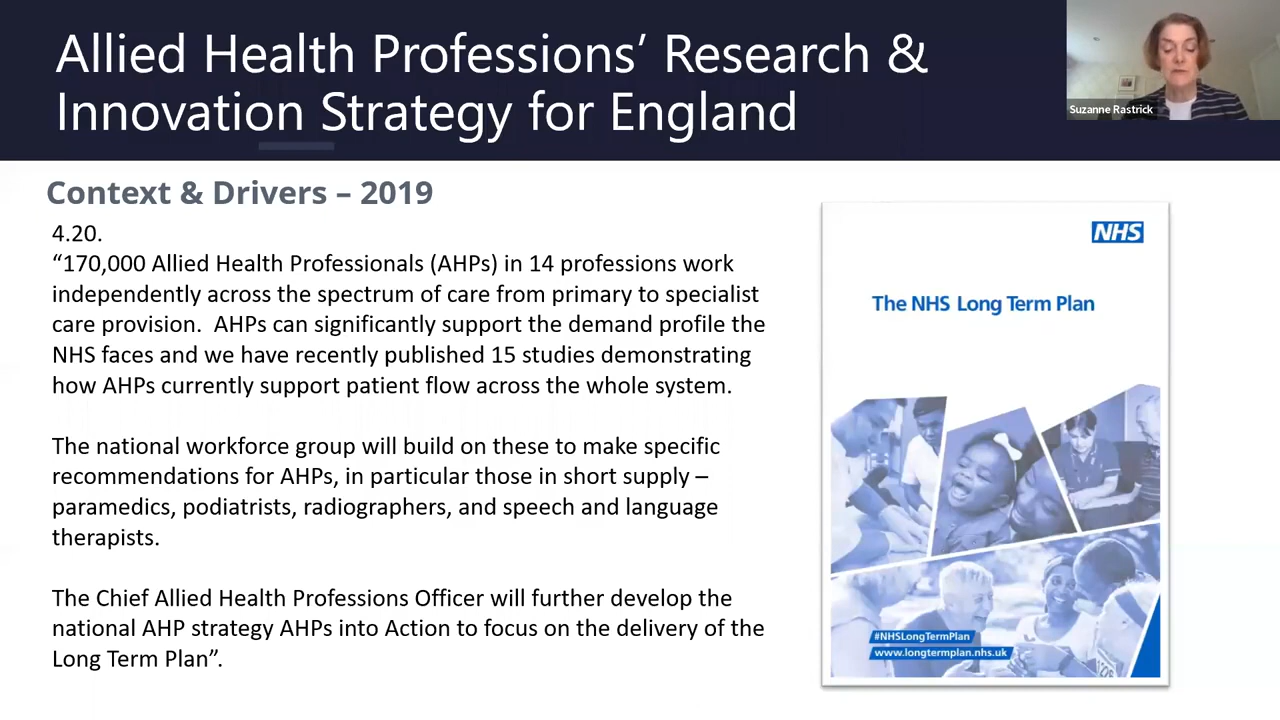 Allied Health Professions’ Research &
Innovation Strategy for England
Suzanne Rastrick
Context & Drivers – 2019
4.20.
“170,000 Allied Health Professionals (AHPs) in 14 professions work
independently across the spectrum of care from primary to specialist
care provision.  AHPs can significantly support the demand profile the
NHS faces and we have recently published 15 studies demonstrating
how AHPs currently support patient flow across the whole system.
The national workforce group will build on these to make specific
recommendations for AHPs, in particular those in short supply –
paramedics, podiatrists, radiographers, and speech and language
therapists.
The Chief Allied Health Professions Officer will further develop the
national AHP strategy AHPs into Action to focus on the delivery of the
Long Term Plan”.
NHS
The NHS Long Term Plan
#NHSLongTermPlan
www.longtermplan.nhs.uk